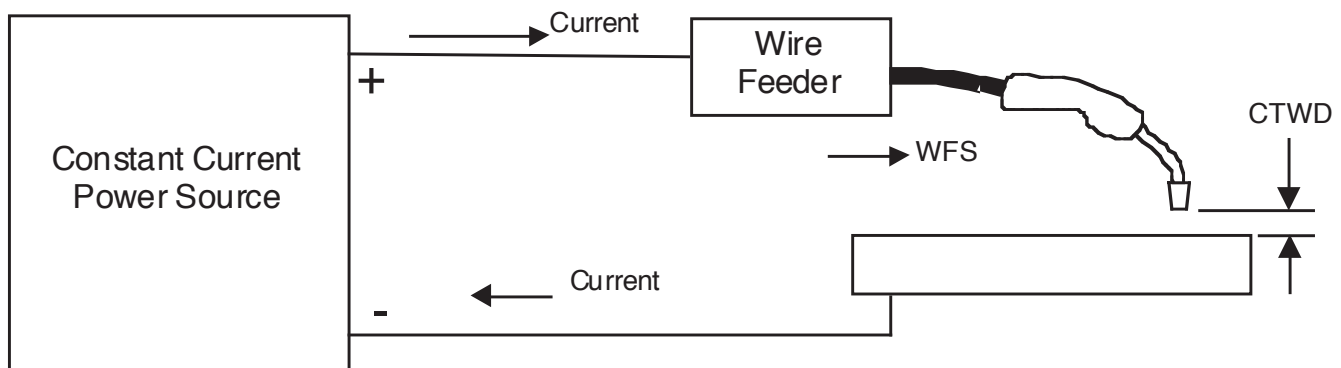 Current
Wire
Feeder
+
CTWD
Constant Current
Power Source
WFS
Current
-